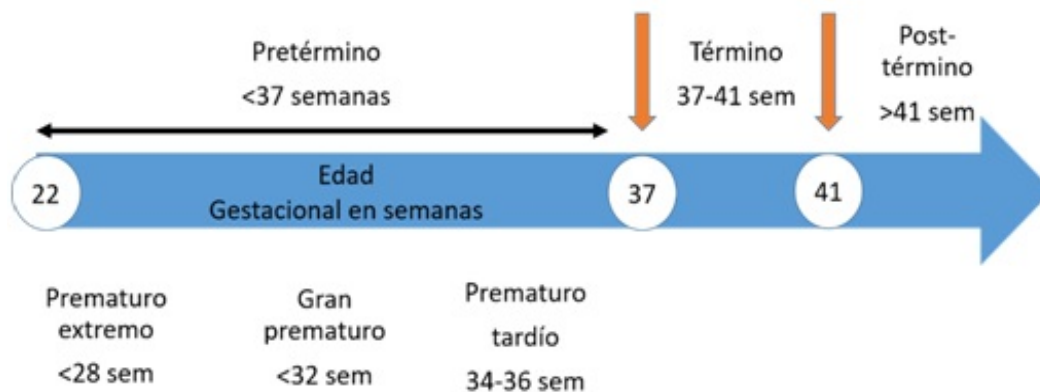 Pretérmino
<37 semanas
Término
37-41 sem
Post-
término
>41 sem
22
Edad
Gestacional en semanas
37
41
Prematuro
extremo
<28 sem
Gran
prematuro
<32 sem
Prematuro
tardío
34-36 sem